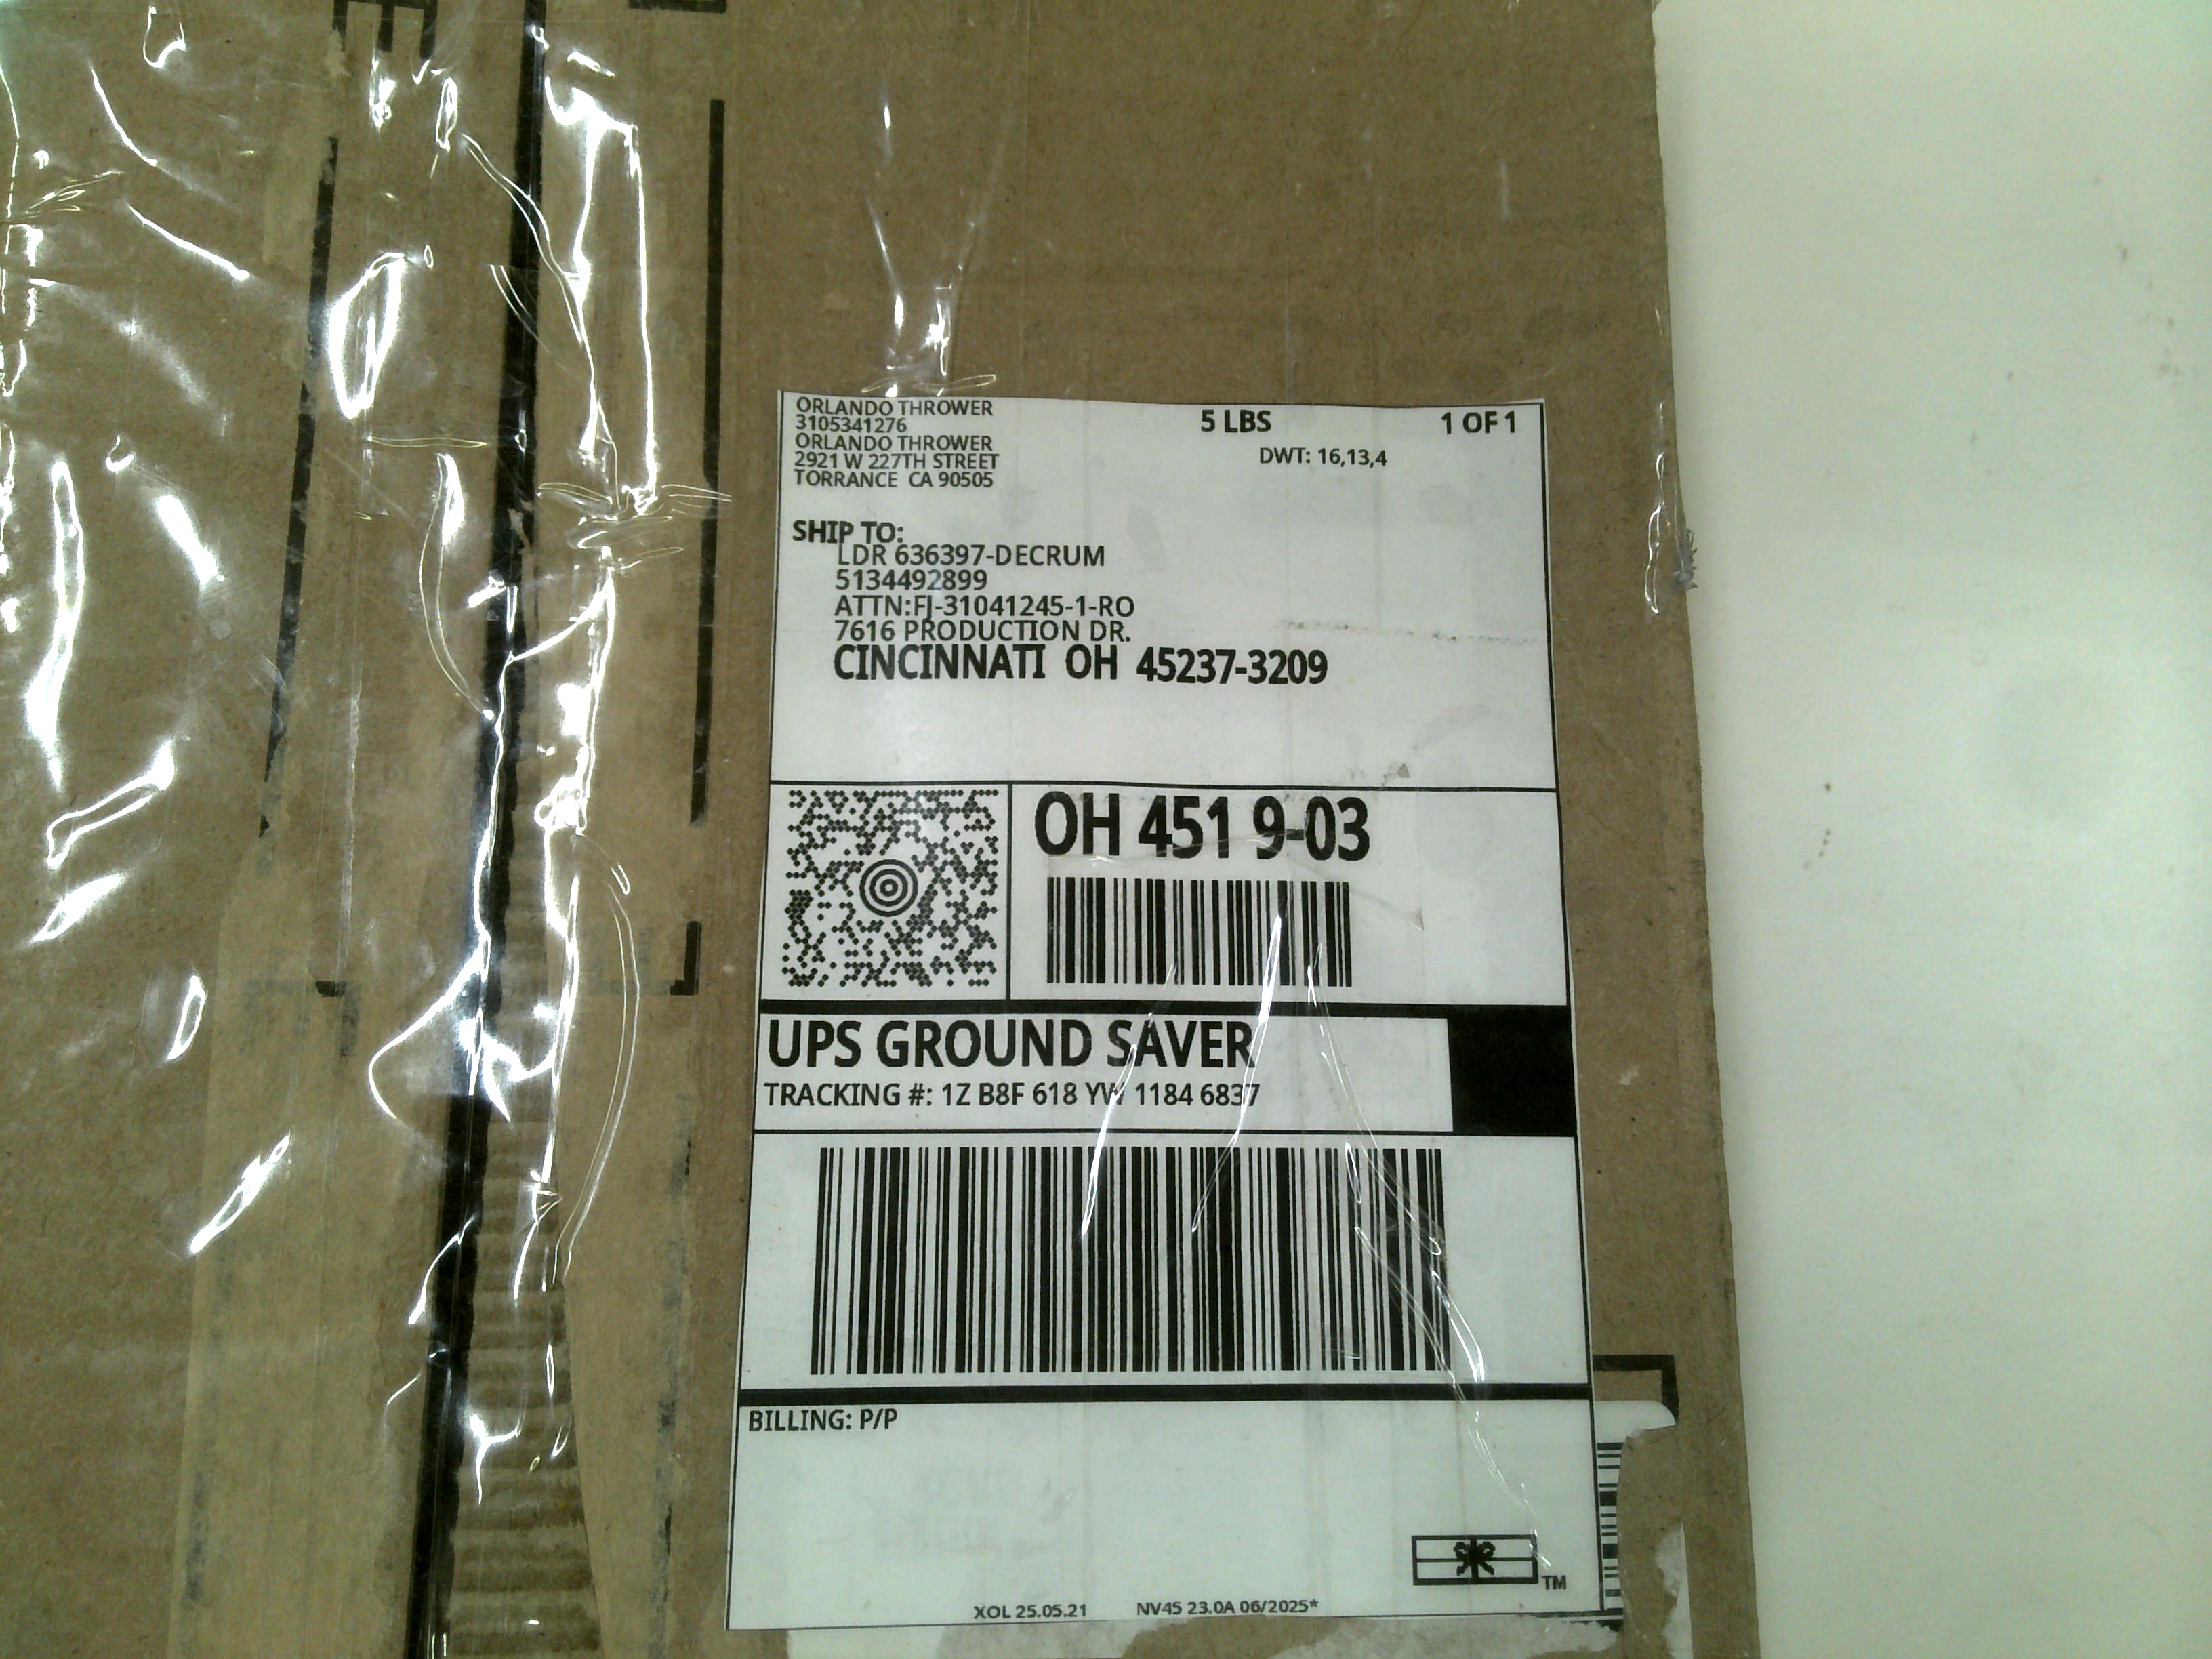 ORLANDO THROWER
3105341276
ORLANDO THROWER
2921 W 227TH STREET
TORRANCE CA 90505
5 LBS
1 OF 1
DWT: 16,13,4
SHIP TO:
LDR 636397-DECRUM
5134492899
ATTN:FJ-31041245-1-RO
7616 PRODUCTION DR.
CINCINNATI OH 45237-3209
OH 451 9-03
UPS GROUND SAVER
TRACKING #: 1Z B8F 618 YW 1184 6837
BILLING: P/P
TM
XOL 25.05.21 NV45 23.0A 06/2025*